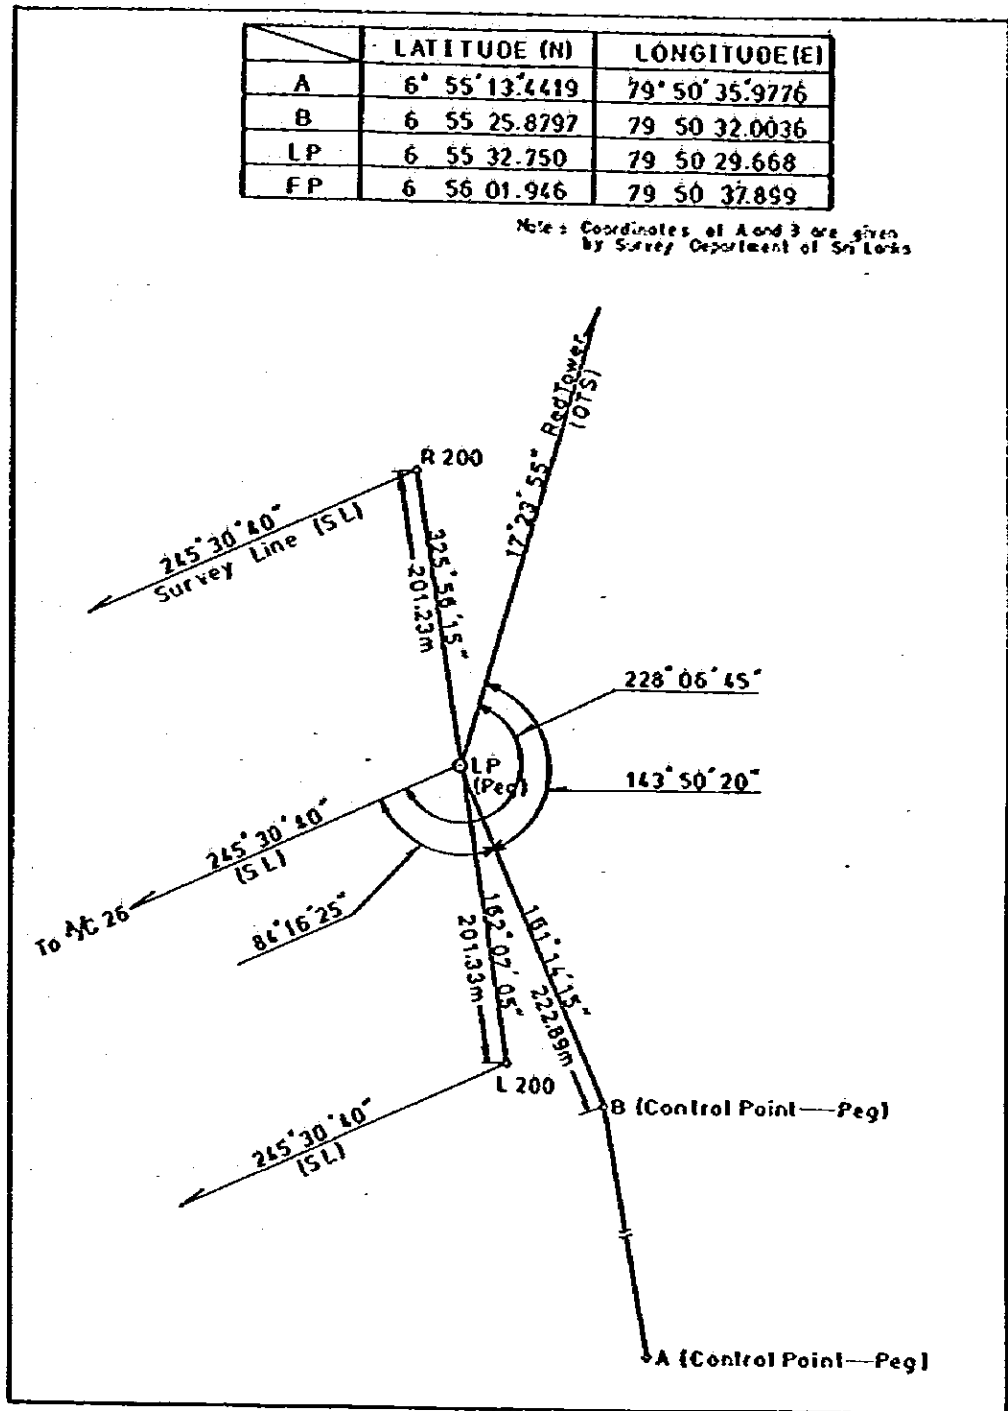 LATITUDE (N) LONGITUDE(E)
A 6° 55' 13."4419 79° 50' 35."9776
B 6 55 25.8797 79 50 32.0036
LP 6 55 32.750 79 50 29.668
FP 6 56 01.946 79 50 37.899
Note : Coordinates of A and B are given
by Survey Department of Sri Lanka
Red Tower
(OTS)
17° 23' 55"
R 200
245° 30' 40"
Survey Line (SL)
325° 56' 15"
201.23m
228° 06' 45"
LP
(Peg)
143° 50' 20"
245° 30' 40"
(SL)
To A/C 26
84° 16' 25"
162° 07' 05"
201.33m
161° 14' 15"
222.89m
L 200
B (Control Point—Peg)
245° 30' 40"
(SL)
A (Control Point—Peg)